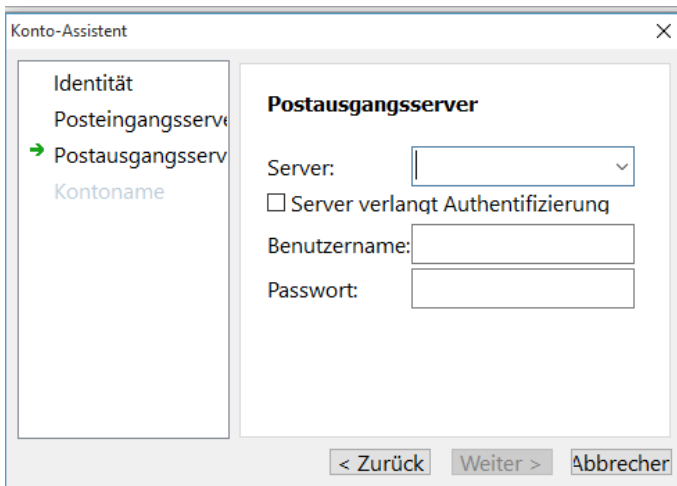 Konto-Assistent
Identität
Posteingangsserve
Postausgangsserv
Kontoname
Postausgangsserver
Server:
Server verlangt Authentifizierung
Benutzername:
Passwort:
< Zurück
Weiter >
Abbrecher